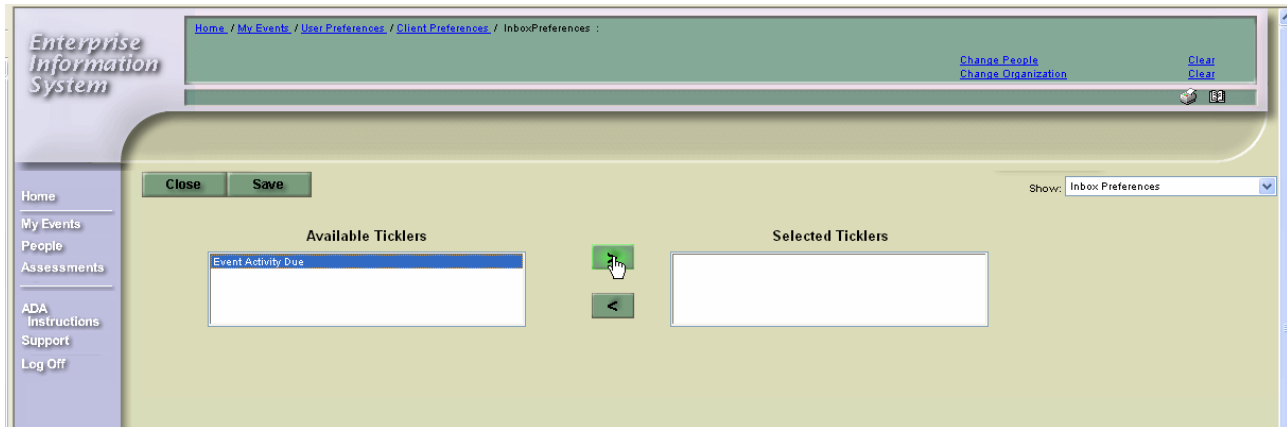 Enterprise
Information
System
Home / My Events / User Preferences / Client Preferences / InboxPreferences :
Change People Clear
Change Organization Clear
Close Save
Show: Inbox Preferences
Home
My Events
People
Assessments
ADA
Instructions
Support
Log Off
Available Ticklers Selected Ticklers
Event Activity Due
>
<